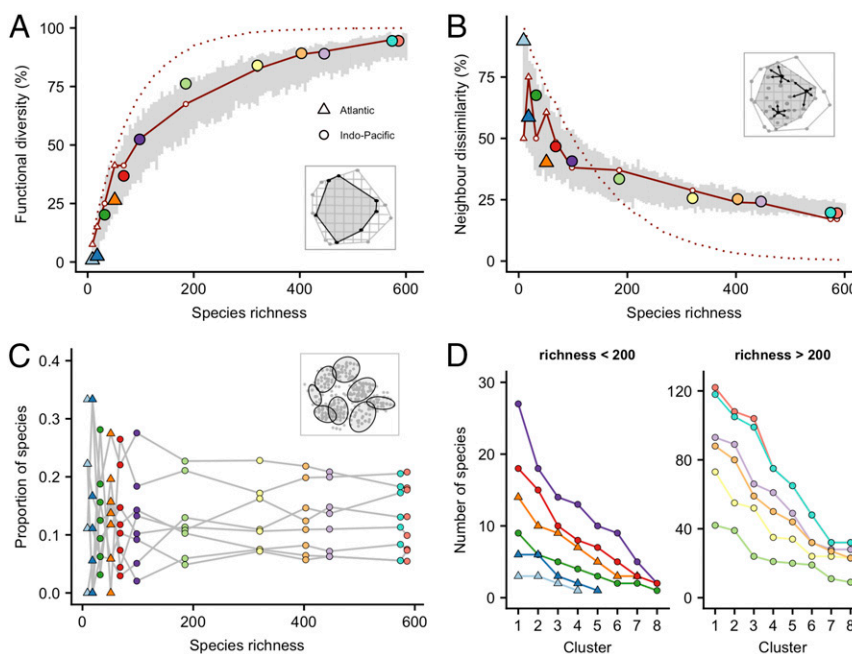 A
Functional diversity (%)
100
75
50
25
0
Atlantic
Indo-Pacific
0 200 400 600
Species richness
B
Neighbour dissimilarity (%)
75
50
25
0
0 200 400 600
Species richness
C
Proportion of species
0.4
0.3
0.2
0.1
0.0
0 100 200 300 400 500 600
Species richness
D
richness < 200
Number of species
30
20
10
0
1 2 3 4 5 6 7 8
Cluster
richness > 200
120
80
40
0
1 2 3 4 5 6 7 8
Cluster